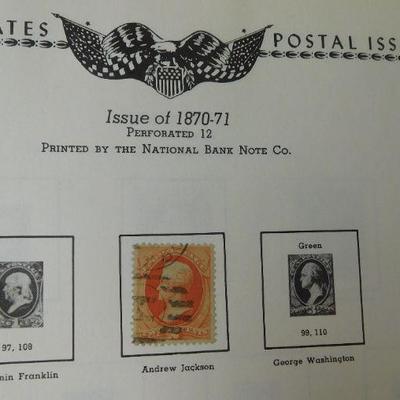 ATES POSTAL ISS
Issue of 1870-71
PERFORATED 12
PRINTED BY THE NATIONAL BANK NOTE CO.
Green
97, 108
99, 110
min Franklin
Andrew Jackson
George Washington